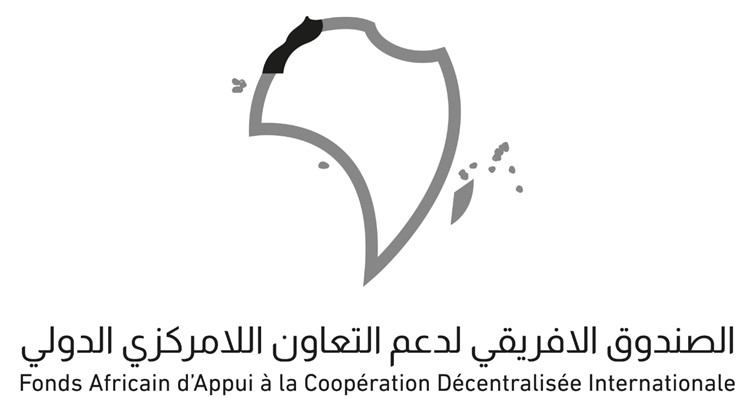 الصندوق الافريقي لدعم التعاون اللامركزي الدولي
Fonds Africain d'Appui à la Coopération Décentralisée Internationale